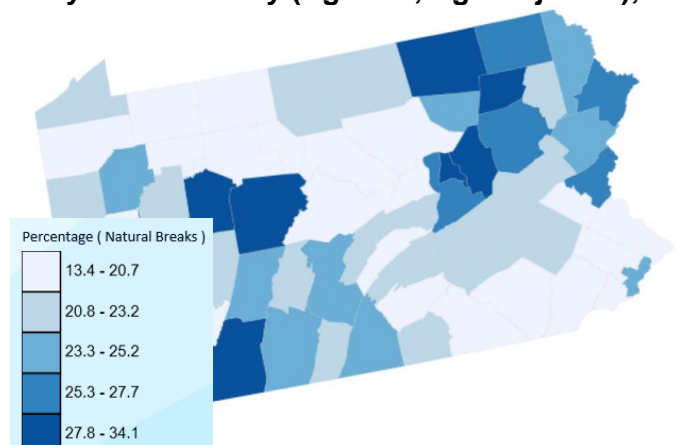 Percentage ( Natural Breaks )
13.4 - 20.7
20.8 - 23.2
23.3 - 25.2
25.3 - 27.7
27.8 - 34.1